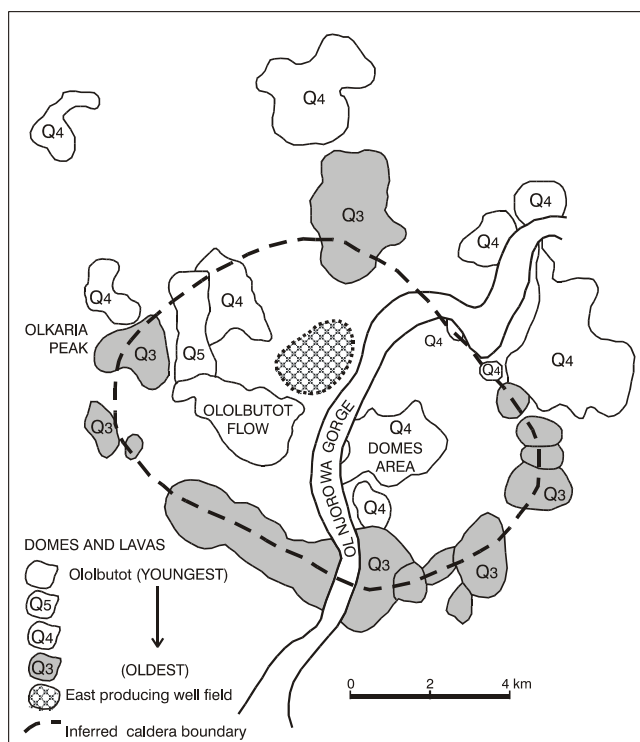 Q4
Q4
Q3
Q4
Q4
Q4
Q4
OLKARIA
PEAK
Q3
Q5
Q4
Q4
Q4
OLOLBUTOT
FLOW
Q3
Q4
DOMES
AREA
OLNJOROWA GORGE
Q3
Q4
Q3
Q3
DOMES AND LAVAS
Ololbutot (YOUNGEST)
Q5
Q4
Q3
(OLDEST)
East producing well field
Inferred caldera boundary
0 2 4 km